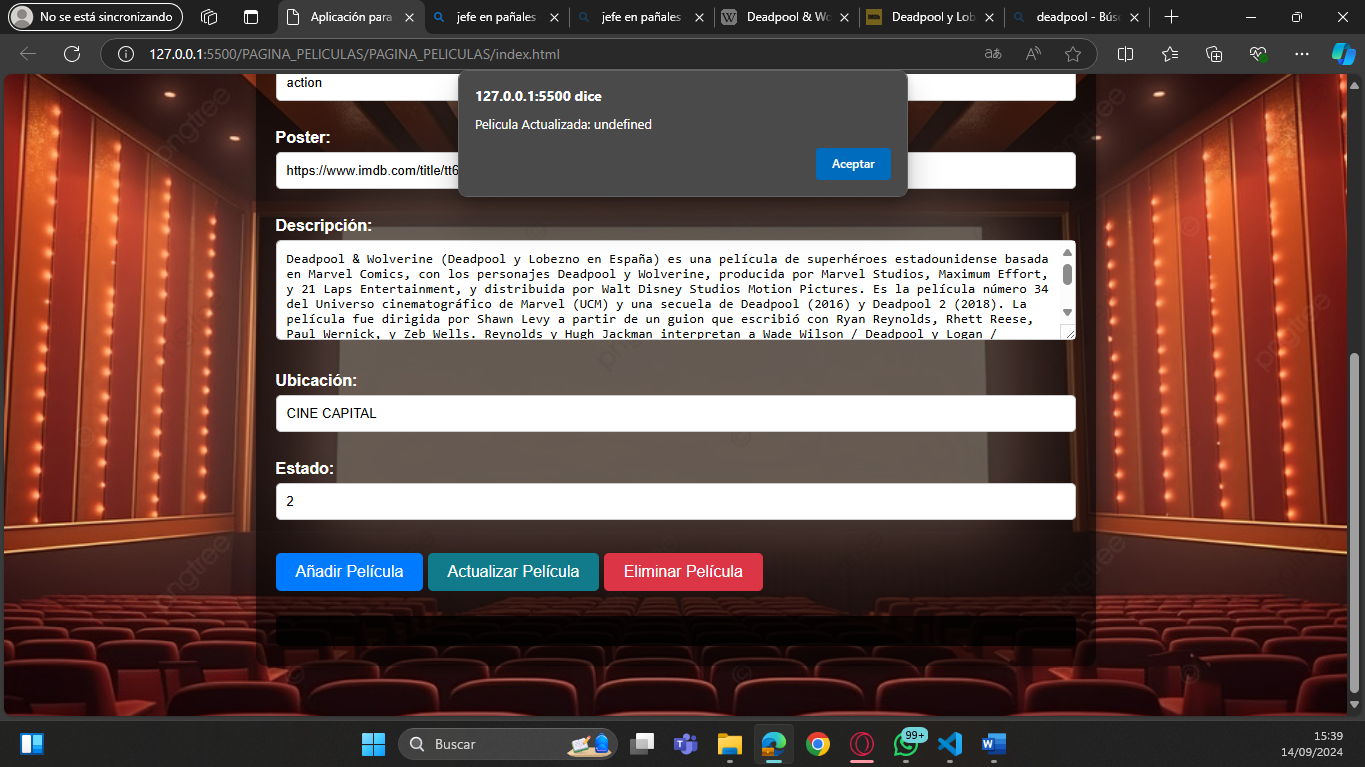 No se está sincronizando
Aplicación para
jefe en pañales
jefe en pañales
Deadpool & Wo
Deadpool y Lob
deadpool - Bús
127.0.0.1:5500/PAGINA_PELICULAS/PAGINA_PELICULAS/index.html
action
127.0.0.1:5500 dice
Pelicula Actualizada: undefined
Aceptar
Poster:
https://www.imdb.com/title/tt6
Descripción:
Deadpool & Wolverine (Deadpool y Lobezno en España) es una película de superhéroes estadounidense basada
en Marvel Comics, con los personajes Deadpool y Wolverine, producida por Marvel Studios, Maximum Effort,
y 21 Laps Entertainment, y distribuida por Walt Disney Studios Motion Pictures. Es la película número 34
del Universo cinematográfico de Marvel (UCM) y una secuela de Deadpool (2016) y Deadpool 2 (2018). La
película fue dirigida por Shawn Levy a partir de un guion que escribió con Ryan Reynolds, Rhett Reese,
Paul Wernick, y Zeb Wells. Reynolds y Hugh Jackman interpretan a Wade Wilson / Deadpool y Logan /
Ubicación:
CINE CAPITAL
Estado:
2
Añadir Película
Actualizar Película
Eliminar Película
pngtree
Buscar
99+
15:39
14/09/2024